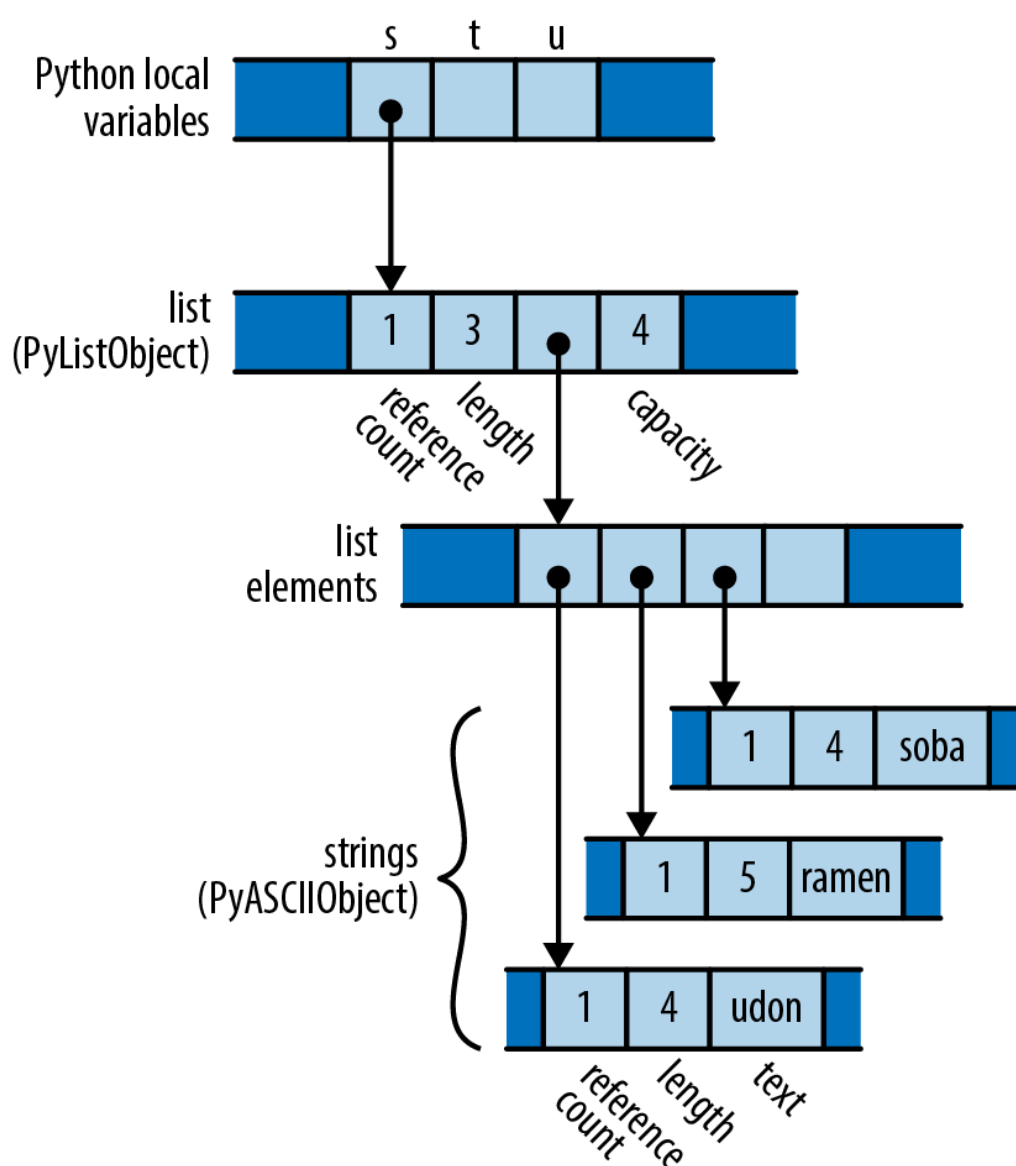 s t u
Python local
variables
list
(PyListObject)
1 3 4
reference
count
length
capacity
list
elements
1 4 soba
strings
(PyASCIIObject)
1 5 ramen
1 4 udon
reference
count
length
text